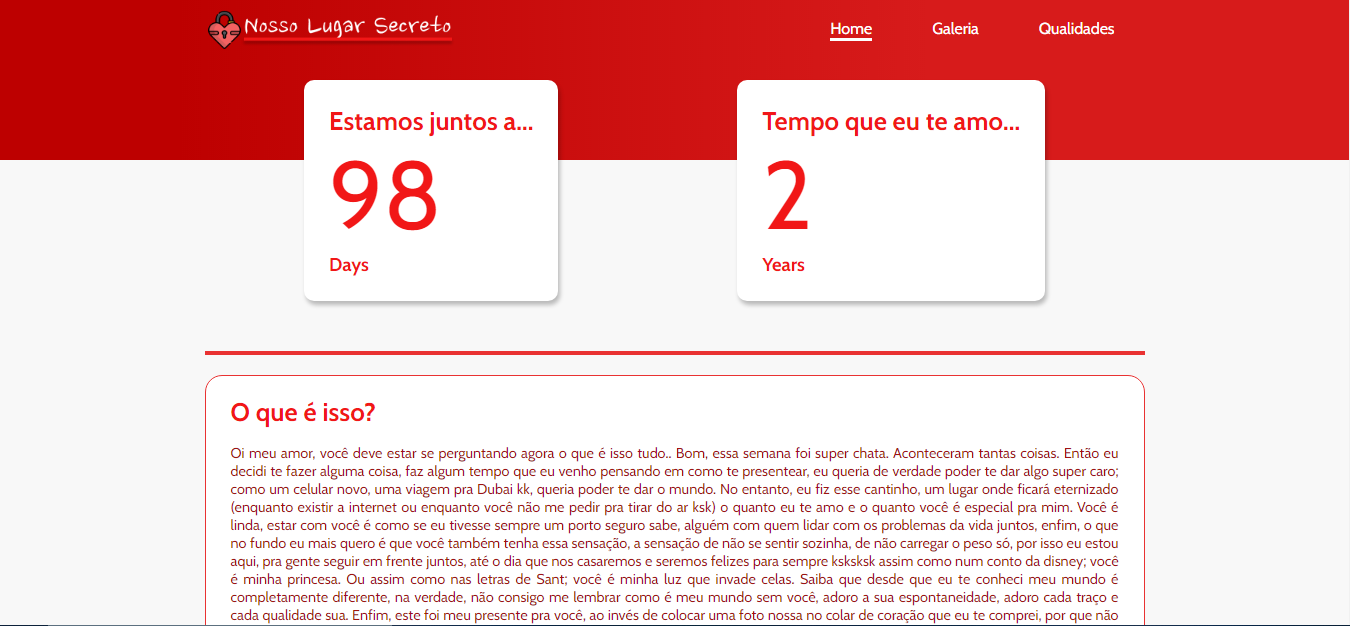 Nosso Lugar Secreto
Home Galeria Qualidades
Estamos juntos a...
98
Days
Tempo que eu te amo...
2
Years
O que é isso?
Oi meu amor, você deve estar se perguntando agora o que é isso tudo.. Bom, essa semana foi super chata. Aconteceram tantas coisas. Então eu
decidi te fazer alguma coisa, faz algum tempo que eu venho pensando em como te presentear, eu queria de verdade poder te dar algo super caro;
como um celular novo, uma viagem pra Dubai kk, queria poder te dar o mundo. No entanto, eu fiz esse cantinho, um lugar onde ficará eternizado
(enquanto existir a internet ou enquanto você não me pedir pra tirar do ar ksk) o quanto eu te amo e o quanto você é especial pra mim. Você é
linda, estar com você é como se eu tivesse sempre um porto seguro sabe, alguém com quem lidar com os problemas da vida juntos, enfim, o que
no fundo eu mais quero é que você também tenha essa sensação, a sensação de não se sentir sozinha, de não carregar o peso só, por isso eu estou
aqui, pra gente seguir em frente juntos, até o dia que nos casaremos e seremos felizes para sempre ksksksk assim como num conto da disney; você
é minha princesa. Ou assim como nas letras de Sant; você é minha luz que invade celas. Saiba que desde que eu te conheci meu mundo é
completamente diferente, na verdade, não consigo me lembrar como é meu mundo sem você, adoro a sua espontaneidade, adoro cada traço e
cada qualidade sua. Enfim, este foi meu presente pra você, ao invés de colocar uma foto nossa no colar de coração que eu te comprei, por que não